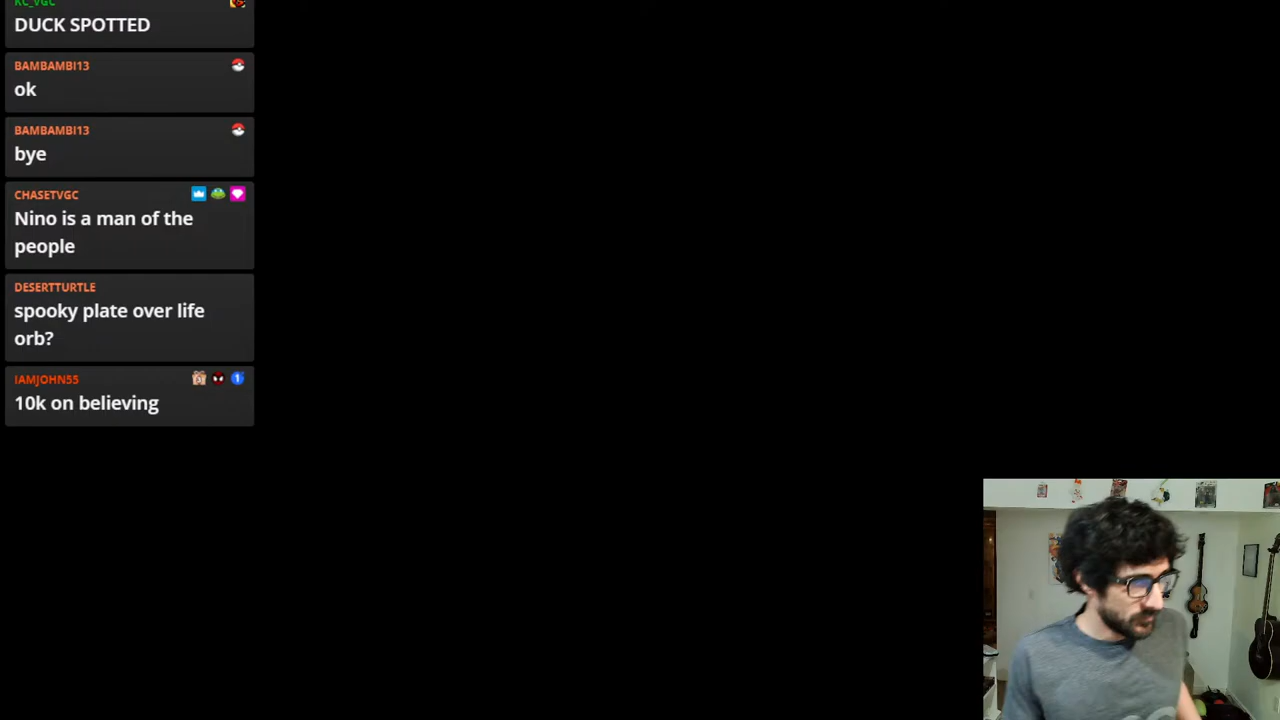 KC_VGC
DUCK SPOTTED
BAMBAMBI13
ok
BAMBAMBI13
bye
CHASETVGC
Nino is a man of the
people
DESERTTURTLE
spooky plate over life
orb?
IAMJOHN55
10k on believing